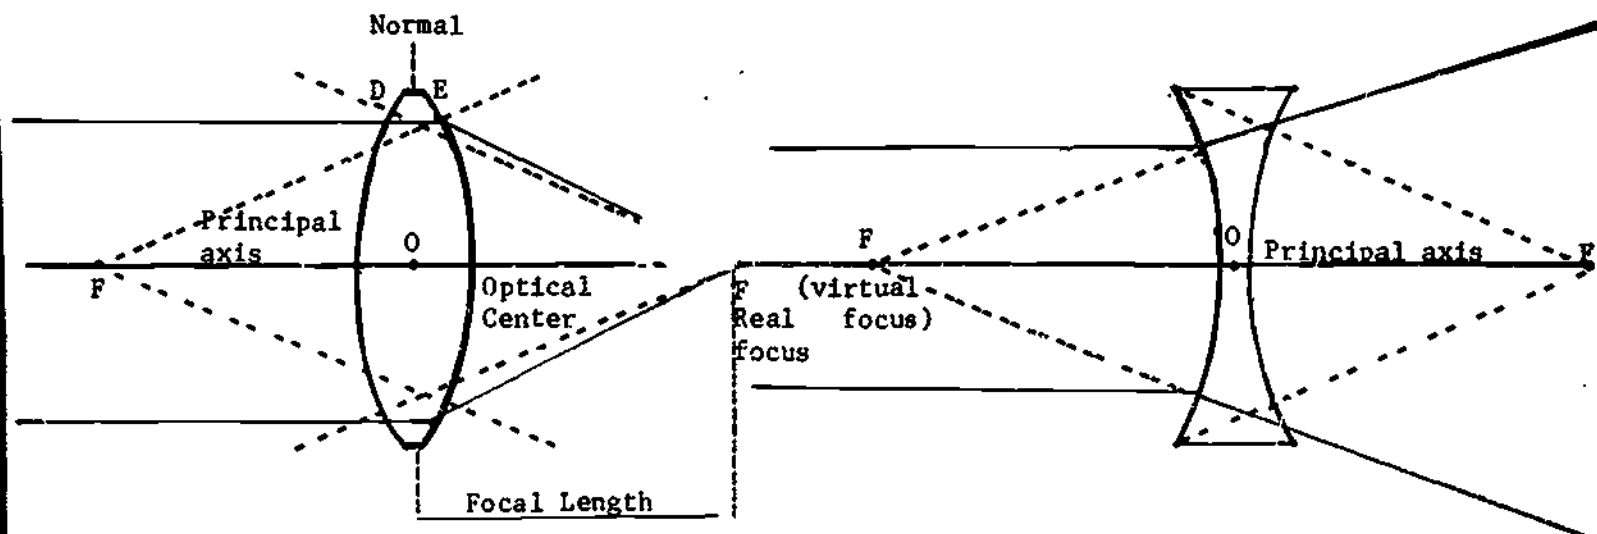 Normal
D E
Principal
axis
O
F
Optical
Center
F
Real
focus
Focal Length
F
(virtual
focus)
O
Principal axis
F